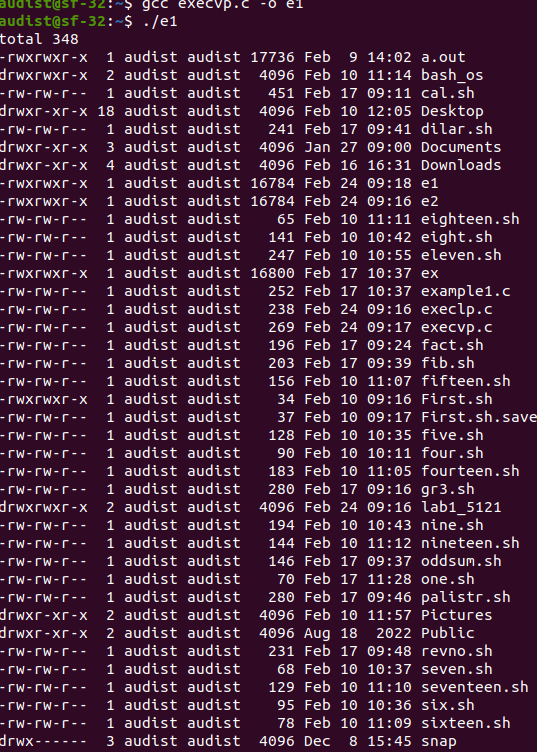 audist@sf-32:~$ gcc execvp.c -o e1
audist@sf-32:~$ ./e1
total 348
-rwxrwxr-x  1 audist audist 17736 Feb  9 14:02 a.out
drwxrwxr-x  2 audist audist  4096 Feb 10 11:14 bash_os
-rw-rw-r--  1 audist audist   451 Feb 17 09:11 cal.sh
drwxr-xr-x 18 audist audist  4096 Feb 10 12:05 Desktop
-rw-rw-r--  1 audist audist   241 Feb 17 09:41 dilar.sh
drwxr-xr-x  3 audist audist  4096 Jan 27 09:00 Documents
drwxr-xr-x  4 audist audist  4096 Feb 16 16:31 Downloads
-rwxrwxr-x  1 audist audist 16784 Feb 24 09:18 e1
-rwxrwxr-x  1 audist audist 16784 Feb 24 09:16 e2
-rw-rw-r--  1 audist audist    65 Feb 10 11:11 eighteen.sh
-rw-rw-r--  1 audist audist   141 Feb 10 10:42 eight.sh
-rw-rw-r--  1 audist audist   247 Feb 10 10:55 eleven.sh
-rwxrwxr-x  1 audist audist 16800 Feb 17 10:37 ex
-rw-rw-r--  1 audist audist   252 Feb 17 10:37 example1.c
-rw-rw-r--  1 audist audist   238 Feb 24 09:16 execlp.c
-rw-rw-r--  1 audist audist   269 Feb 24 09:17 execvp.c
-rw-rw-r--  1 audist audist   196 Feb 17 09:24 fact.sh
-rw-rw-r--  1 audist audist   203 Feb 17 09:39 fib.sh
-rw-rw-r--  1 audist audist   156 Feb 10 11:07 fifteen.sh
-rwxrwxr-x  1 audist audist    34 Feb 10 09:16 First.sh
-rw-rw-r--  1 audist audist    37 Feb 10 09:17 First.sh.save
-rw-rw-r--  1 audist audist   128 Feb 10 10:35 five.sh
-rw-rw-r--  1 audist audist    90 Feb 10 10:11 four.sh
-rw-rw-r--  1 audist audist   183 Feb 10 11:05 fourteen.sh
-rw-rw-r--  1 audist audist   280 Feb 17 09:16 gr3.sh
drwxrwxr-x  2 audist audist  4096 Feb 24 09:16 lab1_5121
-rw-rw-r--  1 audist audist   194 Feb 10 10:43 nine.sh
-rw-rw-r--  1 audist audist   144 Feb 10 11:12 nineteen.sh
-rw-rw-r--  1 audist audist   146 Feb 17 09:37 oddsum.sh
-rw-rw-r--  1 audist audist    70 Feb 17 11:28 one.sh
-rw-rw-r--  1 audist audist   280 Feb 17 09:46 palistr.sh
drwxr-xr-x  2 audist audist  4096 Feb 10 11:57 Pictures
drwxr-xr-x  2 audist audist  4096 Aug 18  2022 Public
-rw-rw-r--  1 audist audist   231 Feb 17 09:48 revno.sh
-rw-rw-r--  1 audist audist    68 Feb 10 10:37 seven.sh
-rw-rw-r--  1 audist audist   129 Feb 10 11:10 seventeen.sh
-rw-rw-r--  1 audist audist    95 Feb 10 10:36 six.sh
-rw-rw-r--  1 audist audist    78 Feb 10 11:09 sixteen.sh
drwx------  3 audist audist  4096 Dec  8 15:45 snap